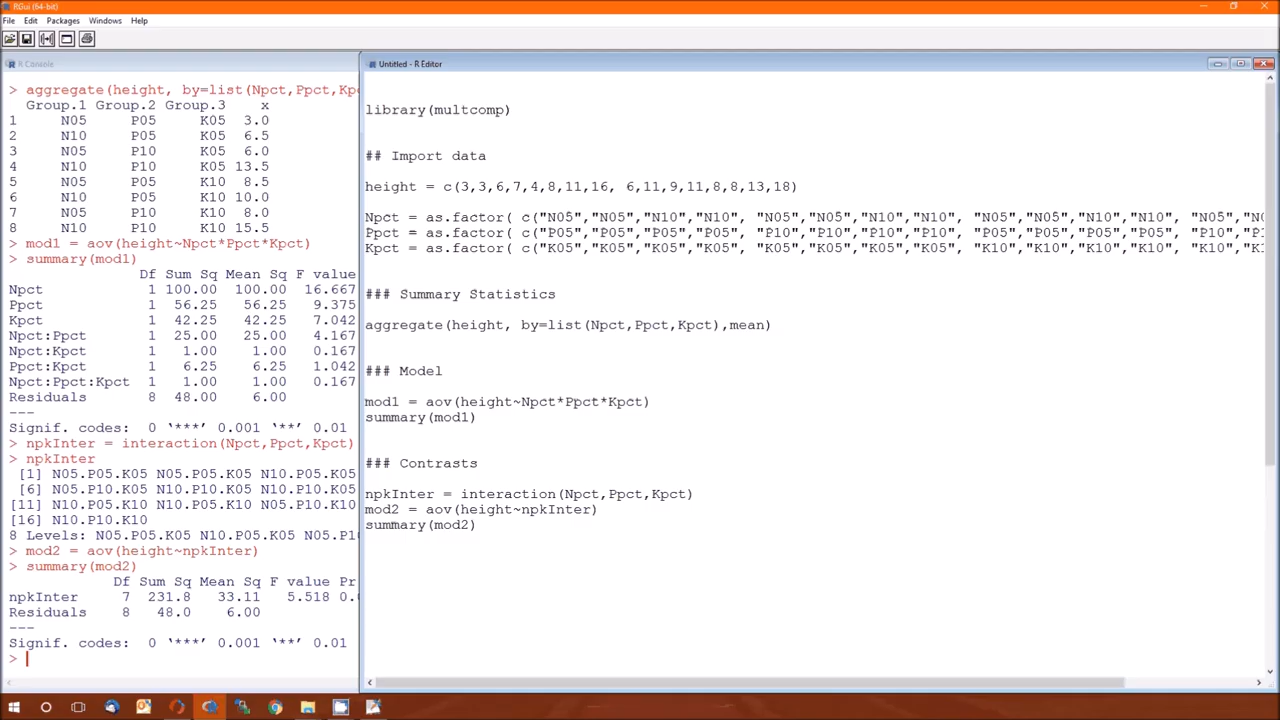 RGui (64-bit)
File Edit Packages Windows Help
R Console
> aggregate(height, by=list(Npct,Ppct,Kpc
Group.1 Group.2 Group.3 x
1 N05 P05 K05 3.0
2 N10 P05 K05 6.5
3 N05 P10 K05 6.0
4 N10 P10 K05 13.5
5 N05 P05 K10 8.5
6 N10 P05 K10 10.0
7 N05 P10 K10 8.0
8 N10 P10 K10 15.5
> mod1 = aov(height~Npct*Ppct*Kpct)
> summary(mod1)
Df Sum Sq Mean Sq F value
Npct 1 100.00 100.00 16.667
Ppct 1 56.25 56.25 9.375
Kpct 1 42.25 42.25 7.042
Npct:Ppct 1 25.00 25.00 4.167
Npct:Kpct 1 1.00 1.00 0.167
Ppct:Kpct 1 6.25 6.25 1.042
Npct:Ppct:Kpct 1 1.00 1.00 0.167
Residuals 8 48.00 6.00
---
Signif. codes: 0 ‘***’ 0.001 ‘**’ 0.01
> npkInter = interaction(Npct,Ppct,Kpct)
> npkInter
[1] N05.P05.K05 N05.P05.K05 N10.P05.K05
[6] N05.P10.K05 N10.P10.K05 N10.P10.K05
[11] N10.P05.K10 N10.P05.K10 N05.P10.K10
[16] N10.P10.K10
8 Levels: N05.P05.K05 N10.P05.K05 N05.P1
> mod2 = aov(height~npkInter)
> summary(mod2)
Df Sum Sq Mean Sq F value Pr
npkInter 7 231.8 33.11 5.518 0.
Residuals 8 48.0 6.00
---
Signif. codes: 0 ‘***’ 0.001 ‘**’ 0.01
>
Untitled - R Editor
library(multcomp)
## Import data
height = c(3,3,6,7,4,8,11,16, 6,11,9,11,8,8,13,18)
Npct = as.factor( c("N05","N05","N10","N10", "N05","N05","N10","N10", "N05","N05","N10","N10", "N05","N0
Ppct = as.factor( c("P05","P05","P05","P05", "P10","P10","P10","P10", "P05","P05","P05","P05", "P10","P1
Kpct = as.factor( c("K05","K05","K05","K05", "K05","K05","K05","K05", "K10","K10","K10","K10", "K10","K1
### Summary Statistics
aggregate(height, by=list(Npct,Ppct,Kpct),mean)
### Model
mod1 = aov(height~Npct*Ppct*Kpct)
summary(mod1)
### Contrasts
npkInter = interaction(Npct,Ppct,Kpct)
mod2 = aov(height~npkInter)
summary(mod2)